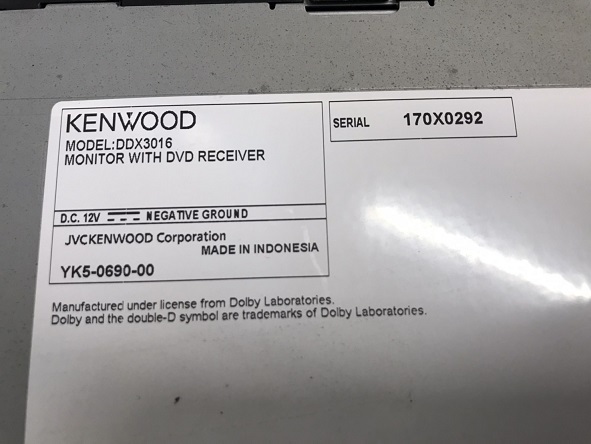 KENWOOD
MODEL:DDX3016
MONITOR WITH DVD RECEIVER
SERIAL 170X0292
D.C. 12V NEGATIVE GROUND
JVCKENWOOD Corporation
MADE IN INDONESIA
YK5-0690-00
Manufactured under license from Dolby Laboratories.
Dolby and the double-D symbol are trademarks of Dolby Laboratories.